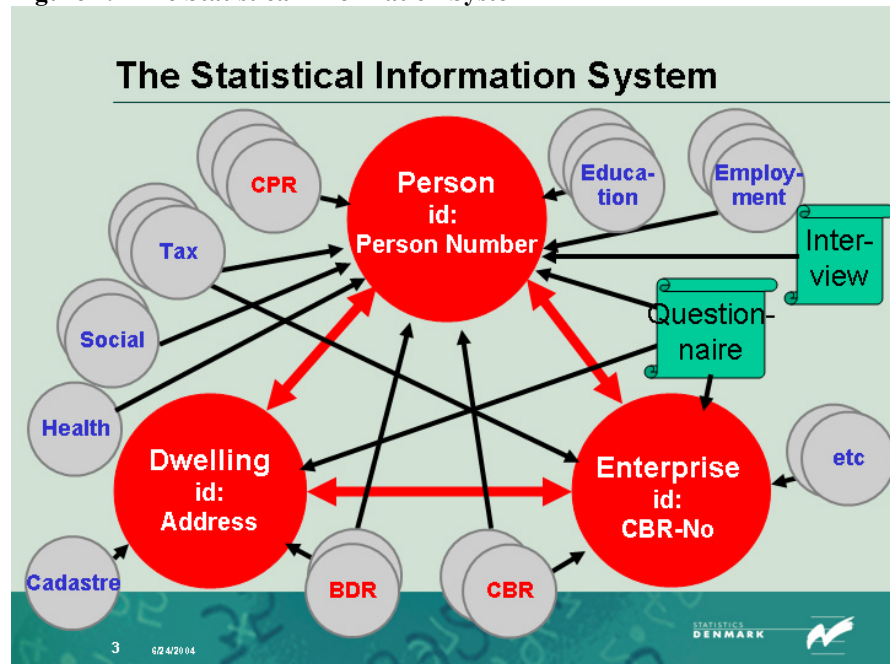 The Statistical Information System
CPR
Person
id:
Person Number
Educa-
tion
Employ-
ment
Inter-
view
Tax
Question-
naire
Social
Health
Dwelling
id:
Address
Enterprise
id:
CBR-No
etc
Cadastre
BDR
CBR
3
6/24/2004
STATISTICS
DENMARK